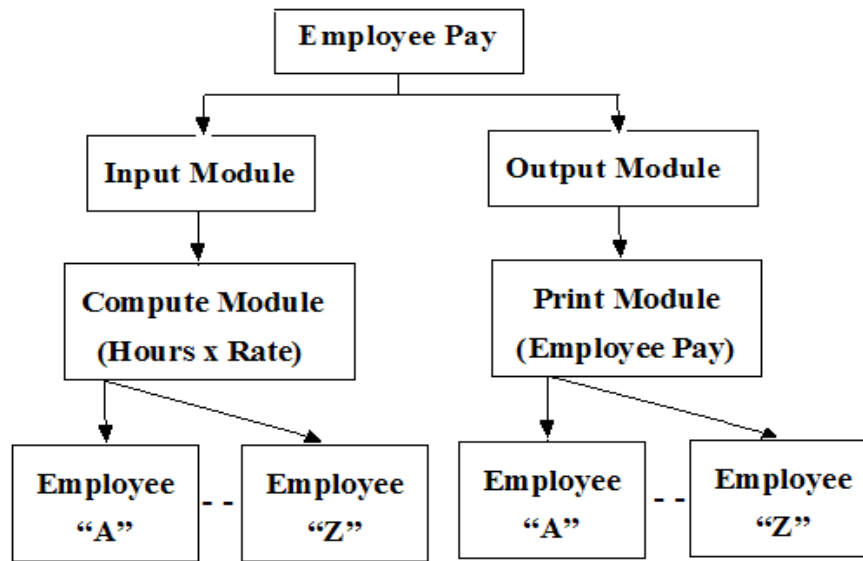 Employee Pay
Input Module
Output Module
Compute Module
(Hours x Rate)
Print Module
(Employee Pay)
Employee
“A”
- -
Employee
“Z”
Employee
“A”
- -
Employee
“Z”